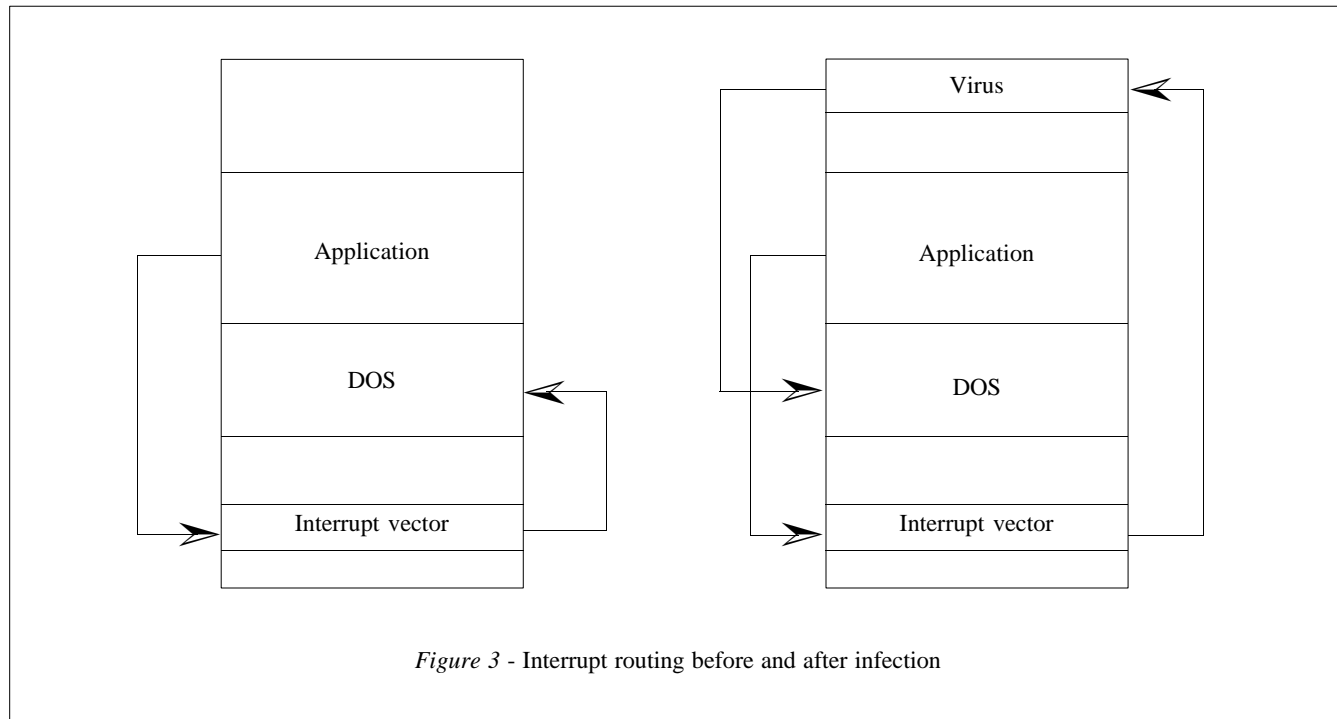 Application
DOS
Interrupt vector
Virus
Application
DOS
Interrupt vector
Figure 3 - Interrupt routing before and after infection